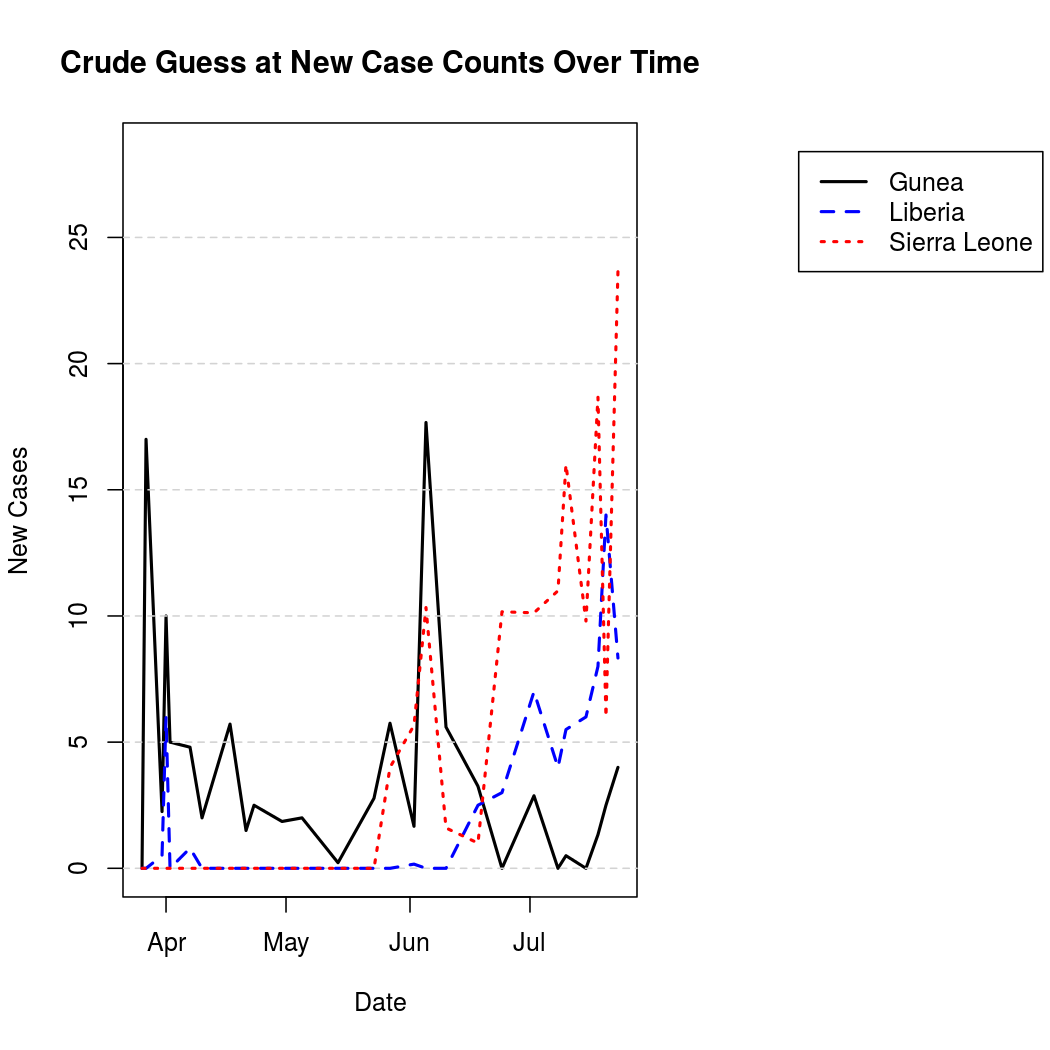 Crude Guess at New Case Counts Over Time
Gunea
Liberia
Sierra Leone
New Cases
25
20
15
10
5
0
Apr May Jun Jul
Date